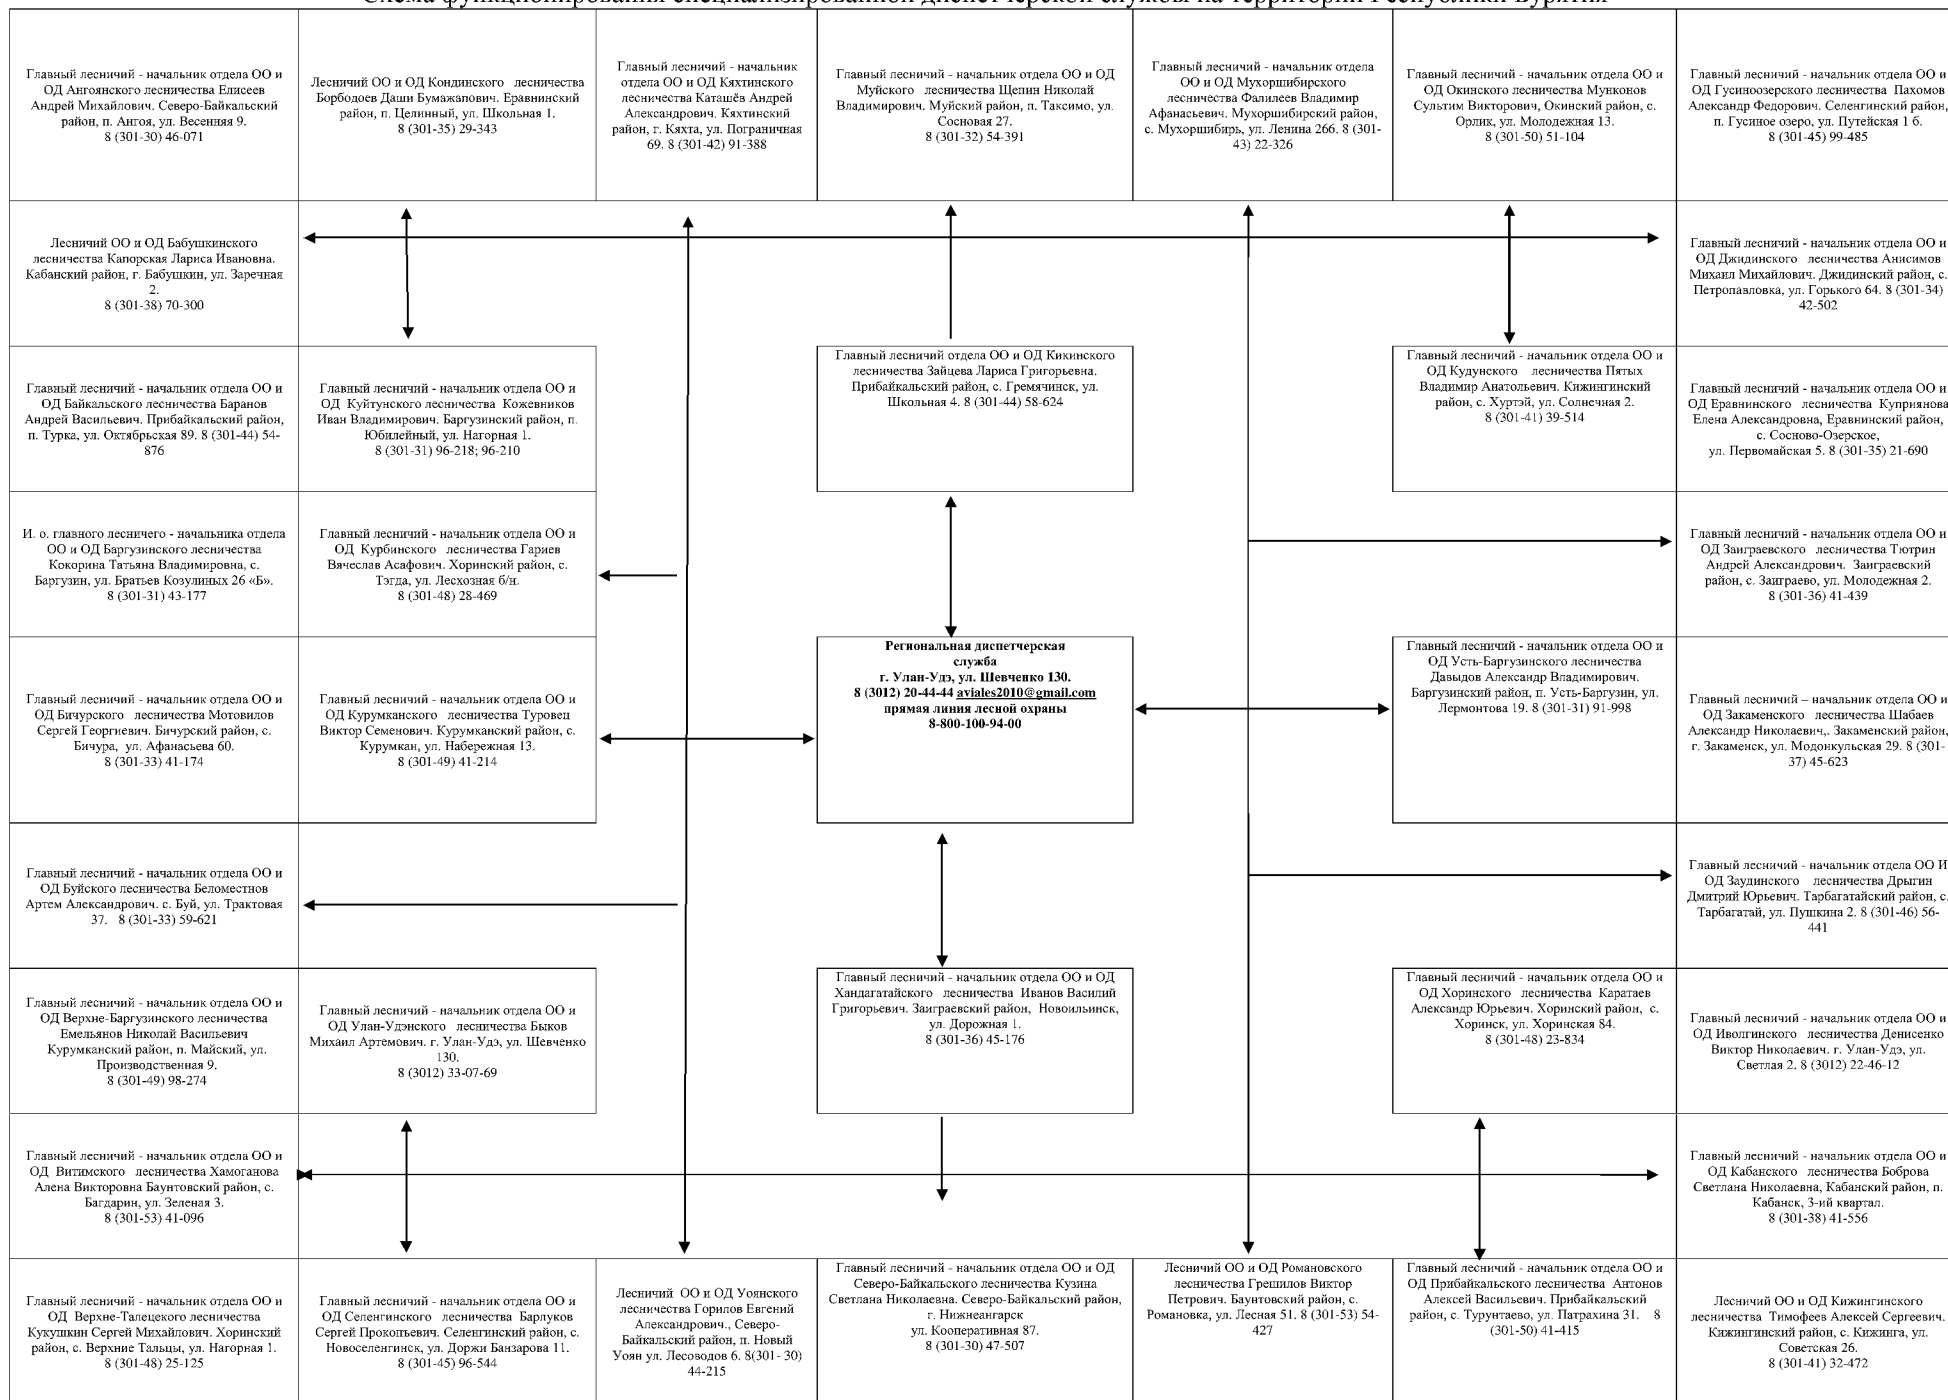 Схема функционирования специализированной диспетчерской службы на территории Республики Бурятия
Главный лесничий - начальник отдела ОО и
ОД Ангоянского лесничества Елисеев
Андрей Михайлович. Северо-Байкальский
район, п. Ангоя, ул. Весенняя 9.
8 (301-30) 46-071
Лесничий ОО и ОД Кондинского лесничества
Борбодоев Даши Бумажапович. Еравнинский
район, п. Целинный, ул. Школьная 1.
8 (301-35) 29-343
Главный лесничий - начальник
отдела ОО и ОД Кяхтинского
лесничества Каташёв Андрей
Александрович. Кяхтинский
район, г. Кяхта, ул. Пограничная
69. 8 (301-42) 91-388
Главный лесничий - начальник отдела ОО и ОД
Муйского лесничества Щепин Николай
Владимирович. Муйский район, п. Таксимо, ул.
Сосновая 27.
8 (301-32) 54-391
Главный лесничий - начальник отдела
ОО и ОД Мухоршибирского
лесничества Фалилеев Владимир
Афанасьевич. Мухоршибирский район,
с. Мухоршибирь, ул. Ленина 266. 8 (301-
43) 22-326
Главный лесничий - начальник отдела ОО и
ОД Окинского лесничества Мунконов
Сультим Викторович, Окинский район, с.
Орлик, ул. Молодежная 13.
8 (301-50) 51-104
Главный лесничий - начальник отдела ОО и
ОД Гусиноозерского лесничества Пахомов
Александр Федорович. Селенгинский район,
п. Гусиное озеро, ул. Путейская 1 б.
8 (301-45) 99-485
Лесничий ОО и ОД Бабушкинского
лесничества Капорская Лариса Ивановна.
Кабанский район, г. Бабушкин, ул. Заречная
2.
8 (301-38) 70-300
Главный лесничий - начальник отдела ОО и
ОД Джидинского лесничества Анисимов
Михаил Михайлович. Джидинский район, с.
Петропавловка, ул. Горького 64. 8 (301-34)
42-502
Главный лесничий - начальник отдела ОО и
ОД Байкальского лесничества Баранов
Андрей Васильевич. Прибайкальский район,
п. Турка, ул. Октябрьская 89. 8 (301-44) 54-
876
Главный лесничий - начальник отдела ОО и
ОД Куйтунского лесничества Кожевников
Иван Владимирович. Баргузинский район, п.
Юбилейный, ул. Нагорная 1.
8 (301-31) 96-218; 96-210
Главный лесничий отдела ОО и ОД Кикинского
лесничества Зайцева Лариса Григорьевна.
Прибайкальский район, с. Гремячинск, ул.
Школьная 4. 8 (301-44) 58-624
Главный лесничий - начальник отдела ОО и
ОД Кудунского лесничества Пятых
Владимир Анатольевич. Кижингинский
район, с. Хуртэй, ул. Солнечная 2.
8 (301-41) 39-514
Главный лесничий - начальник отдела ОО и
ОД Еравнинского лесничества Куприянова
Елена Александровна, Еравнинский район,
с. Сосново-Озерское,
ул. Первомайская 5. 8 (301-35) 21-690
И. о. главного лесничего - начальника отдела
ОО и ОД Баргузинского лесничества
Кокорина Татьяна Владимировна, с.
Баргузин, ул. Братьев Козулиных 26 «Б».
8 (301-31) 43-177
Главный лесничий - начальник отдела ОО и
ОД Курбинского лесничества Гариев
Вячеслав Асафович. Хоринский район, с.
Тэгда, ул. Лесхозная б/н.
8 (301-48) 28-469
Главный лесничий - начальник отдела ОО и
ОД Заиграевского лесничества Тютрин
Андрей Александрович. Заиграевский
район, с. Заиграево, ул. Молодежная 2.
8 (301-36) 41-439
Главный лесничий - начальник отдела ОО и
ОД Бичурского лесничества Мотовилов
Сергей Георгиевич. Бичурский район, с.
Бичура, ул. Афанасьева 60.
8 (301-33) 41-174
Главный лесничий - начальник отдела ОО и
ОД Курумканского лесничества Туровец
Виктор Семенович. Курумканский район, с.
Курумкан, ул. Набережная 13.
8 (301-49) 41-214
Региональная диспетчерская
служба
г. Улан-Удэ, ул. Шевченко 130.
8 (3012) 20-44-44 aviales2010@gmail.com
прямая линия лесной охраны
8-800-100-94-00
Главный лесничий - начальник отдела ОО и
ОД Усть-Баргузинского лесничества
Давыдов Александр Владимирович.
Баргузинский район, п. Усть-Баргузин, ул.
Лермонтова 19. 8 (301-31) 91-998
Главный лесничий – начальник отдела ОО и
ОД Закаменского лесничества Шабаев
Александр Николаевич,. Закаменский район,
г. Закаменск, ул. Модонкульская 29. 8 (301-
37) 45-623
Главный лесничий - начальник отдела ОО и
ОД Буйского лесничества Беломестнов
Артем Александрович. с. Буй, ул. Трактовая
37. 8 (301-33) 59-621
Главный лесничий - начальник отдела ОО И
ОД Заудинского лесничества Дрыгин
Дмитрий Юрьевич. Тарбагатайский район, с.
Тарбагатай, ул. Пушкина 2. 8 (301-46) 56-
441
Главный лесничий - начальник отдела ОО и
ОД Верхне-Баргузинского лесничества
Емельянов Николай Васильевич
Курумканский район, п. Майский, ул.
Производственная 9.
8 (301-49) 98-274
Главный лесничий - начальник отдела ОО и
ОД Улан-Удэнского лесничества Быков
Михаил Артемович. г. Улан-Удэ, ул. Шевченко
130.
8 (3012) 33-07-69
Главный лесничий - начальник отдела ОО и ОД
Хандагатайского лесничества Иванов Василий
Григорьевич. Заиграевский район, Новоильинск,
ул. Дорожная 1.
8 (301-36) 45-176
Главный лесничий - начальник отдела ОО и
ОД Хоринского лесничества Каратаев
Александр Юрьевич. Хоринский район, с.
Хоринск, ул. Хоринская 84.
8 (301-48) 23-834
Главный лесничий - начальник отдела ОО и
ОД Иволгинского лесничества Денисенко
Виктор Николаевич. г. Улан-Удэ, ул.
Светлая 2. 8 (3012) 22-46-12
Главный лесничий - начальник отдела ОО и
ОД Витимского лесничества Хамоганова
Алена Викторовна Баунтовский район, с.
Багдарин, ул. Зеленая 3.
8 (301-53) 41-096
Главный лесничий - начальник отдела ОО и
ОД Кабанского лесничества Боброва
Светлана Николаевна, Кабанский район, п.
Кабанск, 3-ий квартал.
8 (301-38) 41-556
Главный лесничий - начальник отдела ОО и
ОД Верхне-Талецкого лесничества
Кукушкин Сергей Михайлович. Хоринский
район, с. Верхние Тальцы, ул. Нагорная 1.
8 (301-48) 25-125
Главный лесничий - начальник отдела ОО и
ОД Селенгинского лесничества Барлуков
Сергей Прокопьевич. Селенгинский район, с.
Новоселенгинск, ул. Доржи Банзарова 11.
8 (301-45) 96-544
Лесничий ОО и ОД Уоянского
лесничества Горилов Евгений
Александрович., Северо-
Байкальский район, п. Новый
Уоян ул. Лесоводов 6. 8(301- 30)
44-215
Главный лесничий - начальник отдела ОО и ОД
Северо-Байкальского лесничества Кузина
Светлана Николаевна. Северо-Байкальский район,
г. Нижнеангарск
ул. Кооперативная 87.
8 (301-30) 47-507
Лесничий ОО и ОД Романовского
лесничества Грешилов Виктор
Петрович. Баунтовский район, с.
Романовка, ул. Лесная 51. 8 (301-53) 54-
427
Главный лесничий - начальник отдела ОО и
ОД Прибайкальского лесничества Антонов
Алексей Васильевич. Прибайкальский
район, с. Турунтаево, ул. Патрахина 31. 8
(301-50) 41-415
Лесничий ОО и ОД Кижингинского
лесничества Тимофеев Алексей Сергеевич.
Кижингинский район, с. Кижинга, ул.
Советская 26.
8 (301-41) 32-472